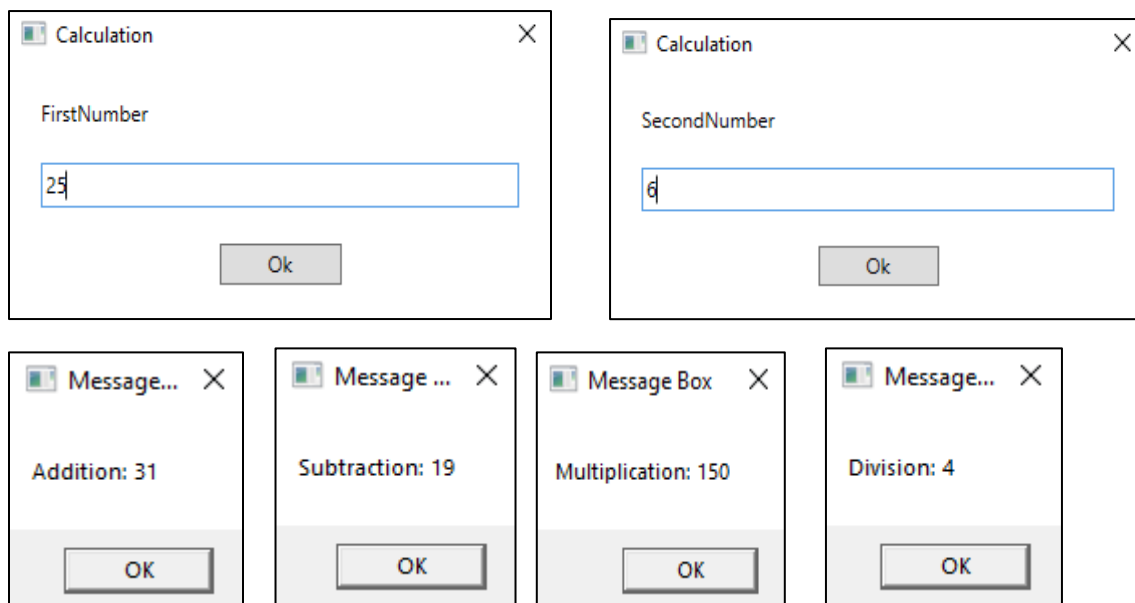 Calculation
FirstNumber
25
Ok
Calculation
SecondNumber
6
Ok
Message...
Addition: 31
OK
Message ...
Subtraction: 19
OK
Message Box
Multiplication: 150
OK
Message...
Division: 4
OK